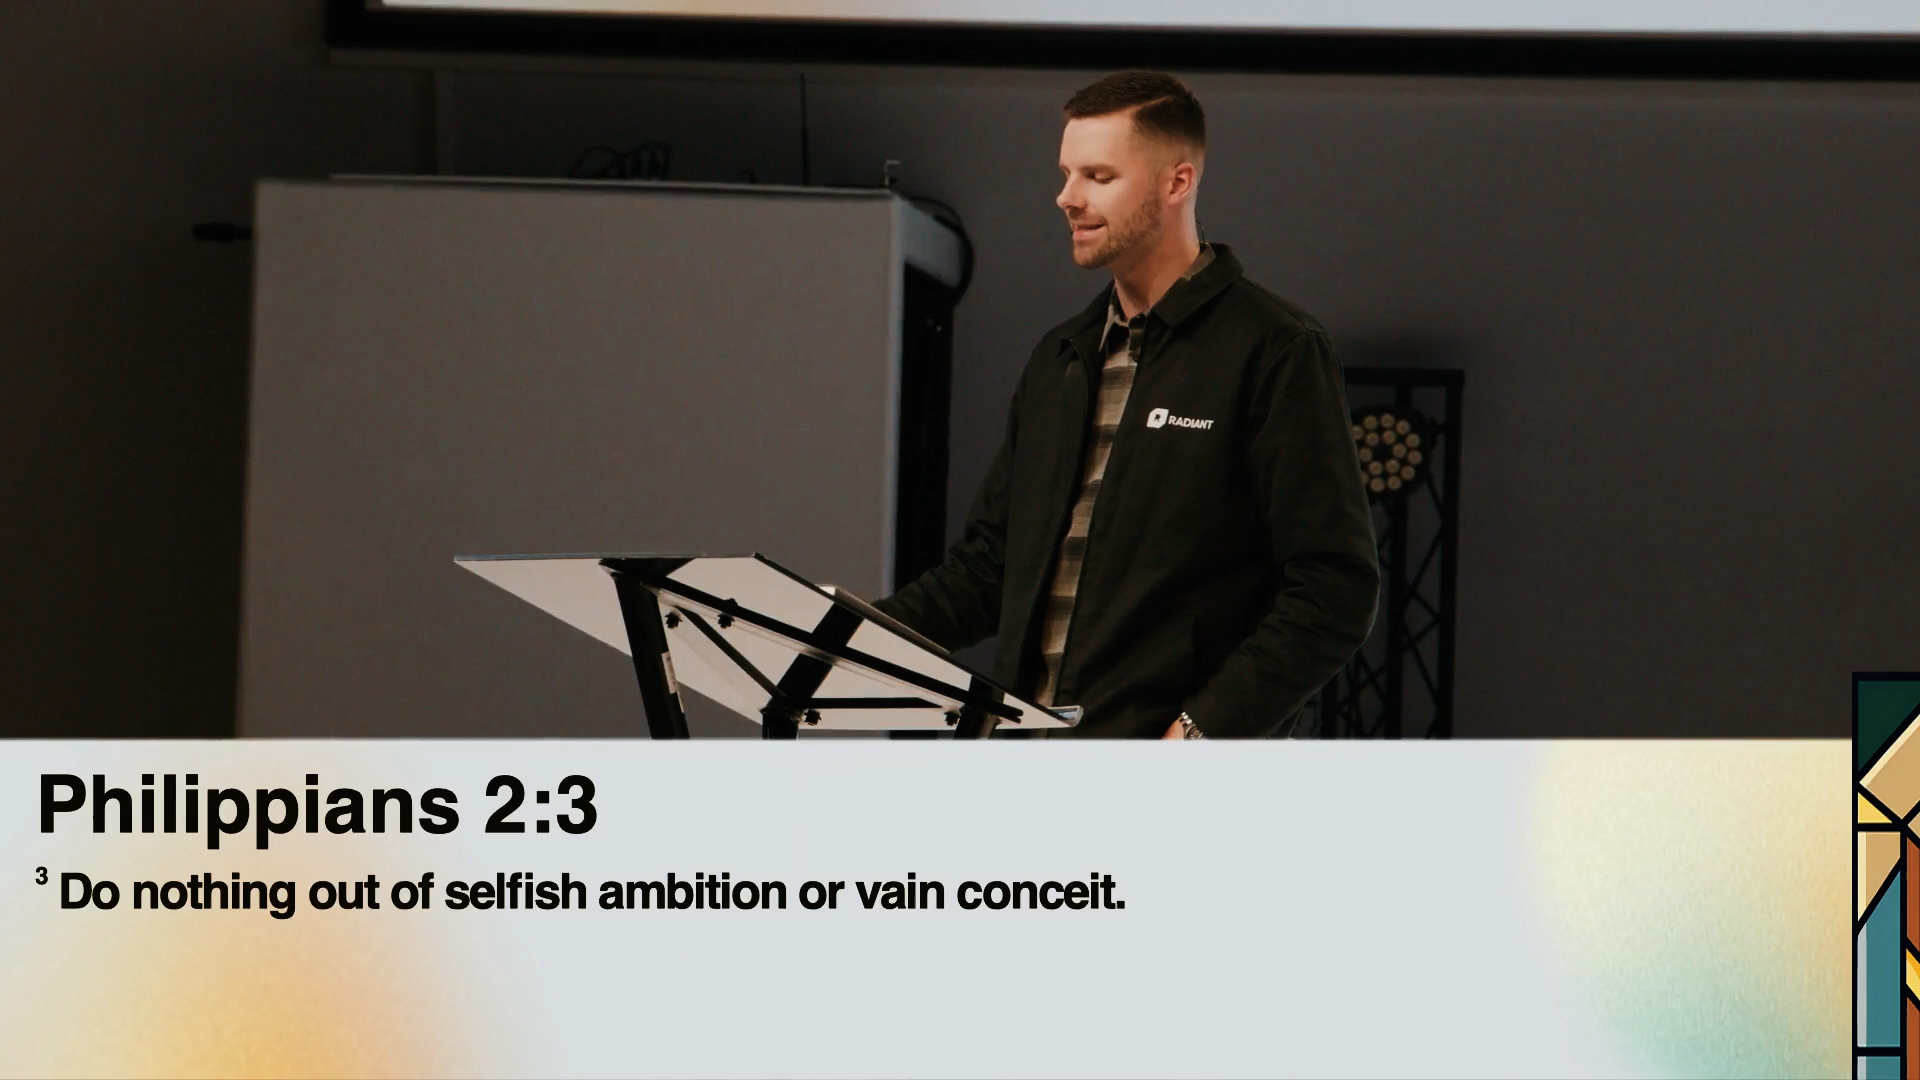 RADIANT
Philippians 2:3
³ Do nothing out of selfish ambition or vain conceit.